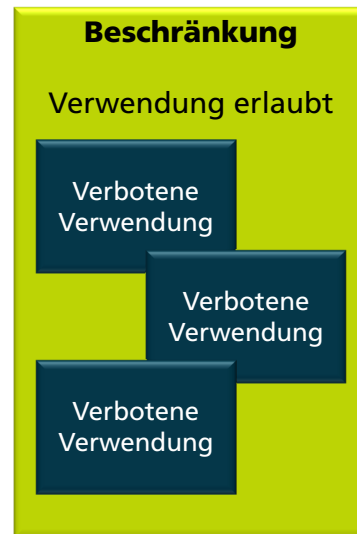 Beschränkung
Verwendung erlaubt
Verbotene
Verwendung
Verbotene
Verwendung
Verbotene
Verwendung